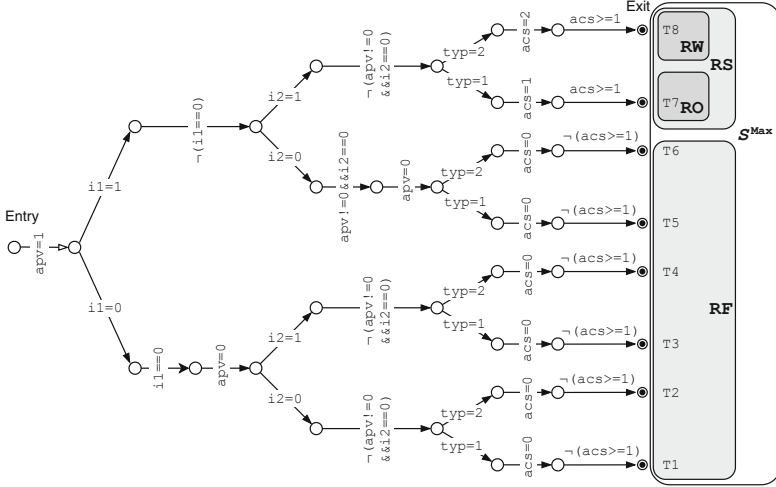 Exit
acs=2
acs>=1
T8
RW
RS
typ=2
¬(apv!=0
&&i2==0)
typ=1
i2=1
acs=1
acs>=1
T7
RO
S^Max
¬(i1==0)
acs=0
¬(acs>=1)
T6
typ=2
i2=0
apv!=0&&i2==0
apv=0
typ=1
i1=1
acs=0
¬(acs>=1)
T5
Entry
apv=1
acs=0
¬(acs>=1)
T4
typ=2
i1=0
i2=1
¬(apv!=0
&&i2==0)
typ=1
RF
acs=0
¬(acs>=1)
T3
i1==0
apv=0
acs=0
¬(acs>=1)
T2
i2=0
typ=2
¬(apv!=0
&&i2==0)
typ=1
acs=0
¬(acs>=1)
T1